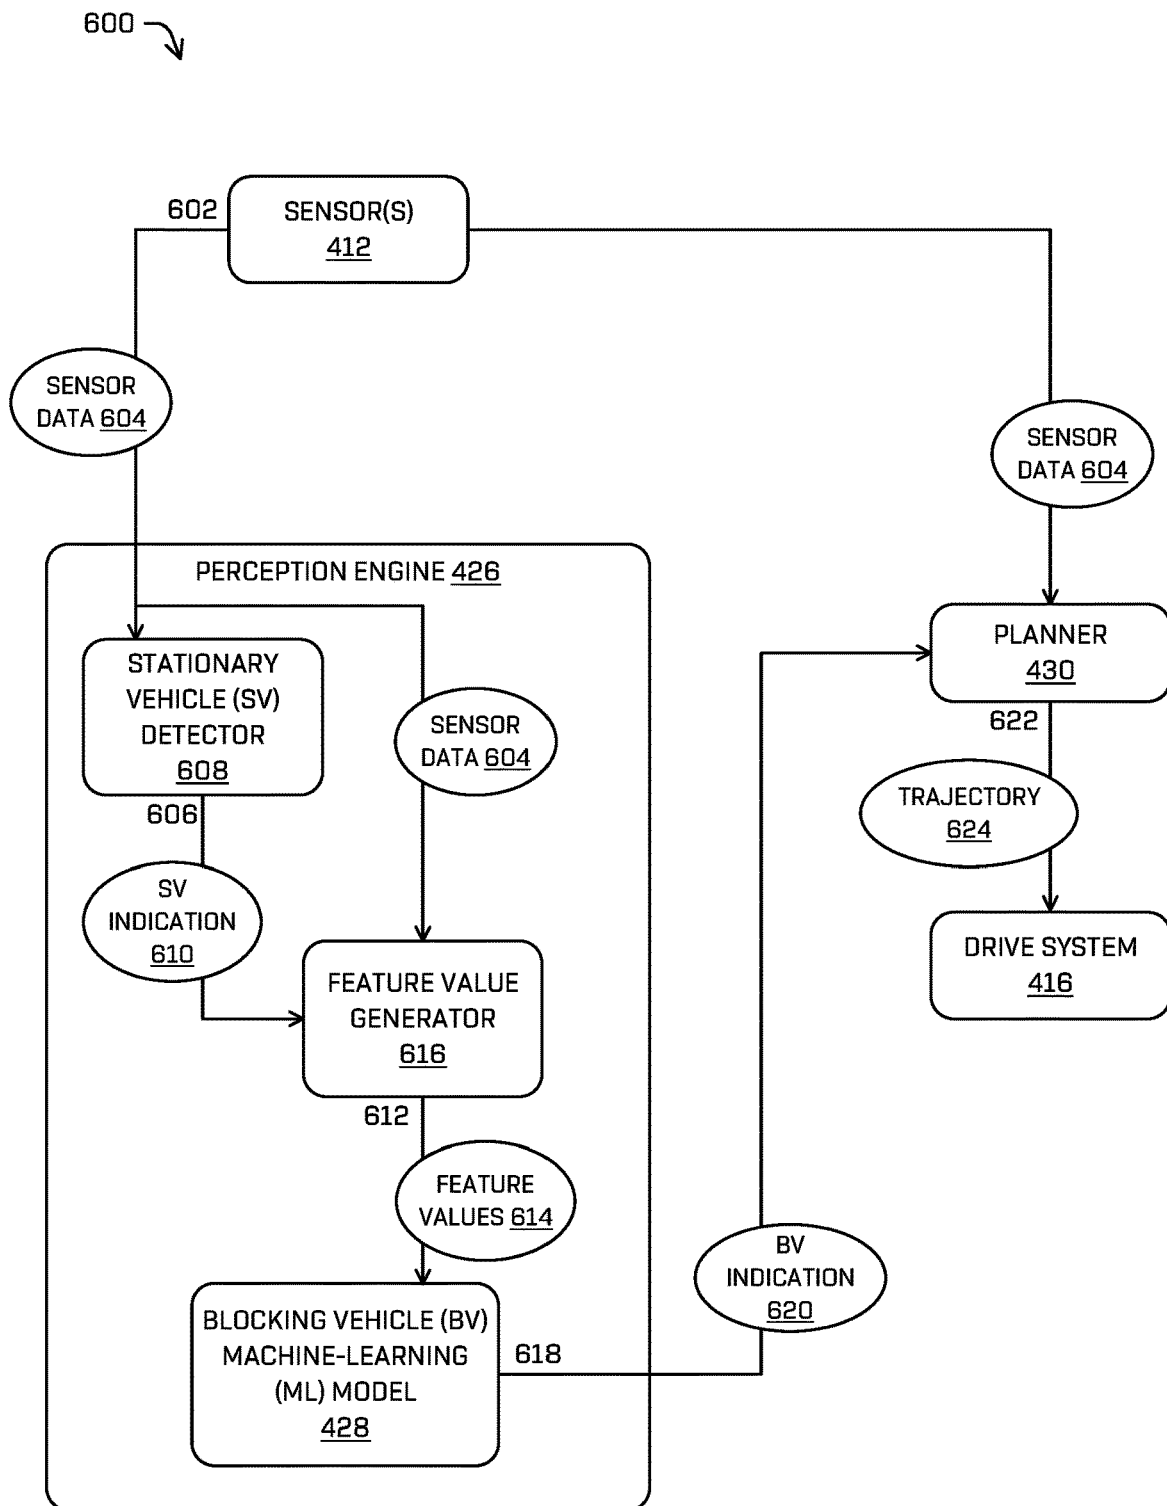 600
602
SENSOR(S)
412
SENSOR
DATA 604
SENSOR
DATA 604
PERCEPTION ENGINE 426
STATIONARY
VEHICLE (SV)
DETECTOR
608
606
SENSOR
DATA 604
PLANNER
430
622
TRAJECTORY
624
SV
INDICATION
610
DRIVE SYSTEM
416
FEATURE VALUE
GENERATOR
616
612
FEATURE
VALUES 614
BV
INDICATION
620
BLOCKING VEHICLE (BV)
MACHINE-LEARNING
(ML) MODEL
428
618